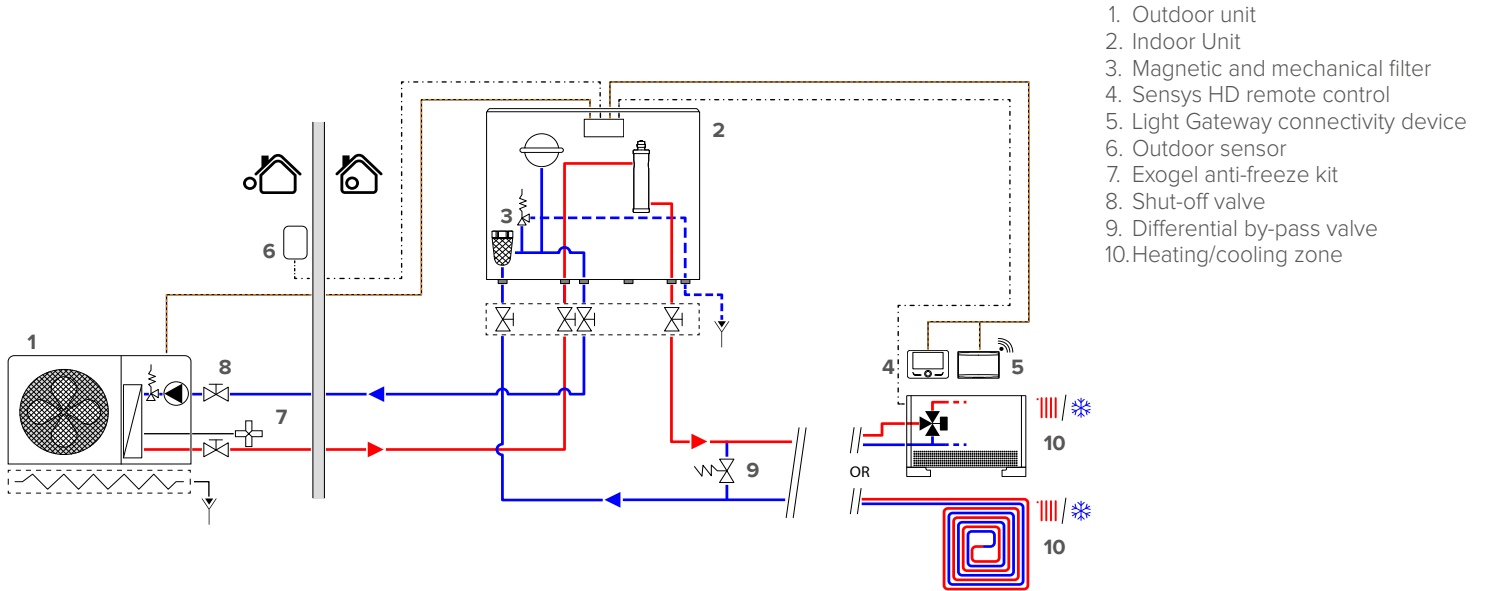 1. Outdoor unit
2. Indoor Unit
3. Magnetic and mechanical filter
4. Sensys HD remote control
5. Light Gateway connectivity device
6. Outdoor sensor
7. Exogel anti-freeze kit
8. Shut-off valve
9. Differential by-pass valve
10. Heating/cooling zone
2
3
6
1
8
7
4
5
10
9
OR
10